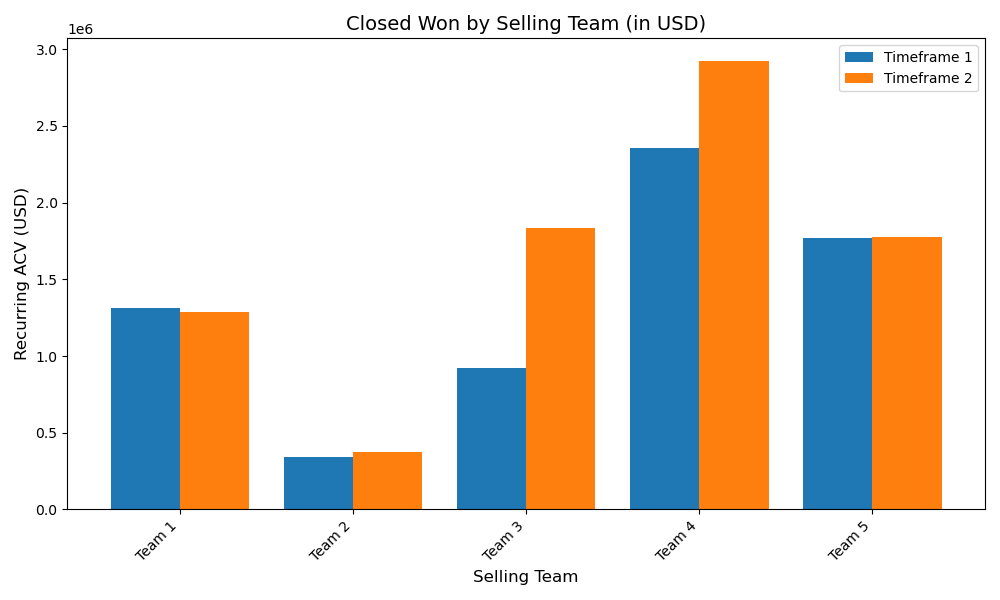 Closed Won by Selling Team (in USD)
1e6
Timeframe 1
Timeframe 2
3.0
2.5
2.0
1.5
1.0
0.5
0.0
Recurring ACV (USD)
Team 1
Team 2
Team 3
Team 4
Team 5
Selling Team